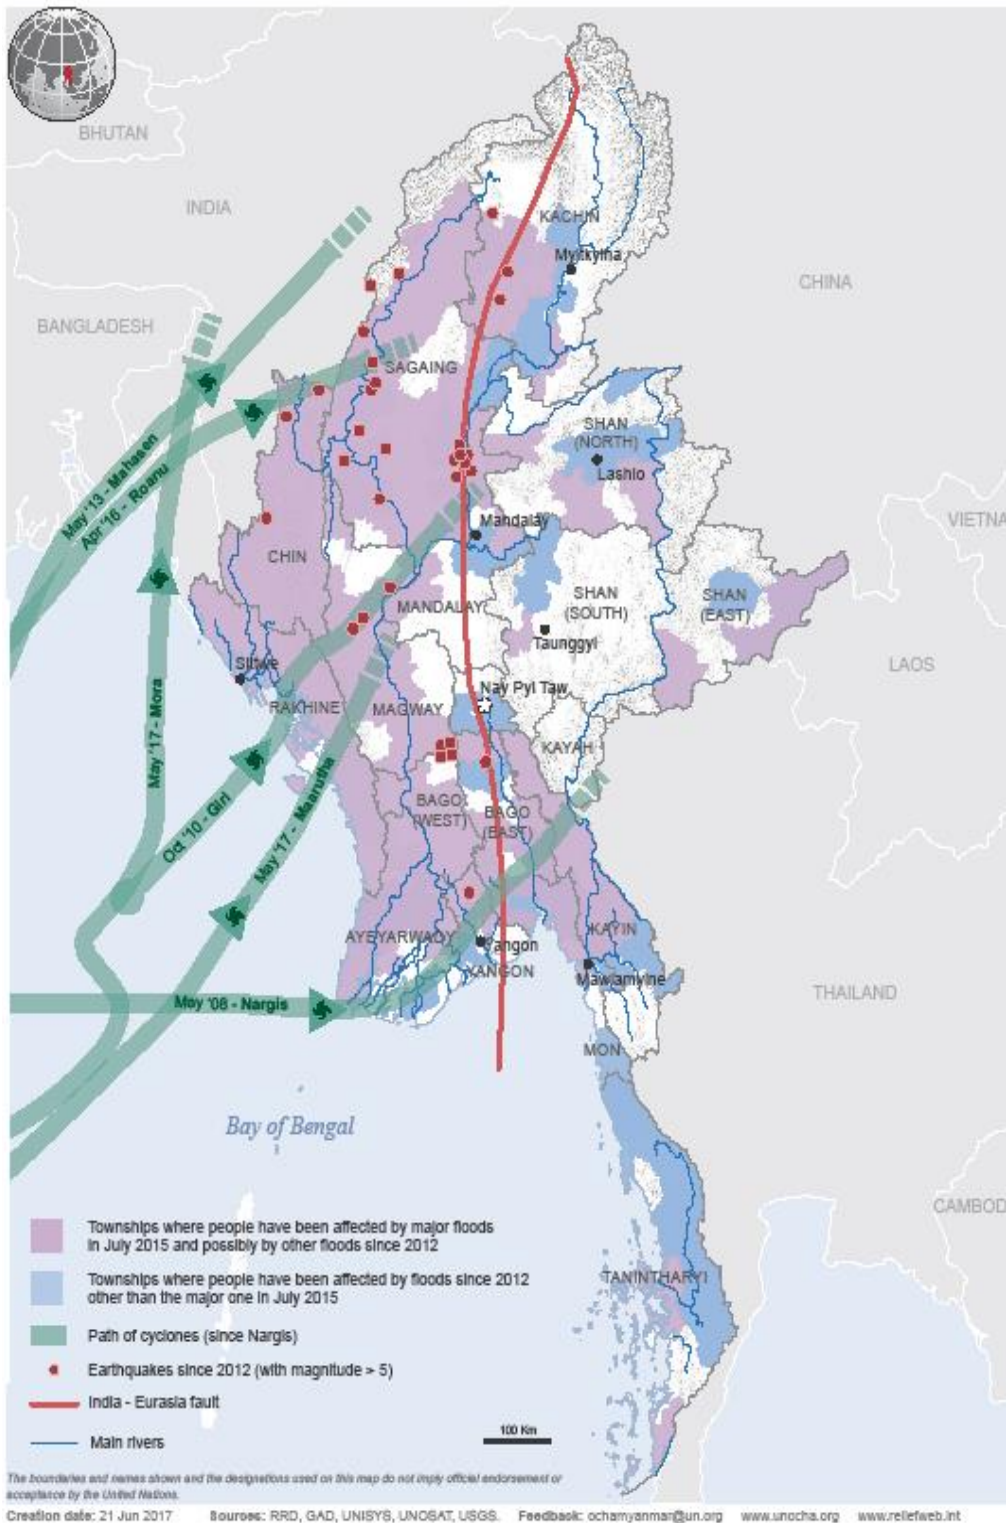 BHUTAN
INDIA
KACHIN
Myitkyina
CHINA
BANGLADESH
SAGAING
SHAN
(NORTH)
Lashio
May '13 - Mahasen
Apr '16 - Roanu
VIETNA
Mandalay
CHIN
MANDALAY
SHAN
(SOUTH)
SHAN
(EAST)
Taunggyi
LAOS
Sittwe
Nay Pyi Taw
RAKHINE
MAGWAY
May '17 - Mora
KAYAH
BAGO
(WEST)
BAGO
(EAST)
Oct '10 - Giri
May '17 - Maarutha
AYEYARWADY
Yangon
YANGON
KAYIN
Mawlamyine
May '08 - Nargis
THAILAND
MON
Bay of Bengal
CAMBOD
TANINTHARYI
Townships where people have been affected by major floods
in July 2015 and possibly by other floods since 2012
Townships where people have been affected by floods since 2012
other than the major one in July 2015
Path of cyclones (since Nargis)
Earthquakes since 2012 (with magnitude > 5)
India - Eurasia fault
100 Km
Main rivers
The boundaries and names shown and the designations used on this map do not imply official endorsement or
acceptance by the United Nations.
Creation date: 21 Jun 2017 Sources: RRD, GAD, UNISYS, UNOSAT, USGS. Feedback: ochamyanmar@un.org www.unocha.org www.reliefweb.int